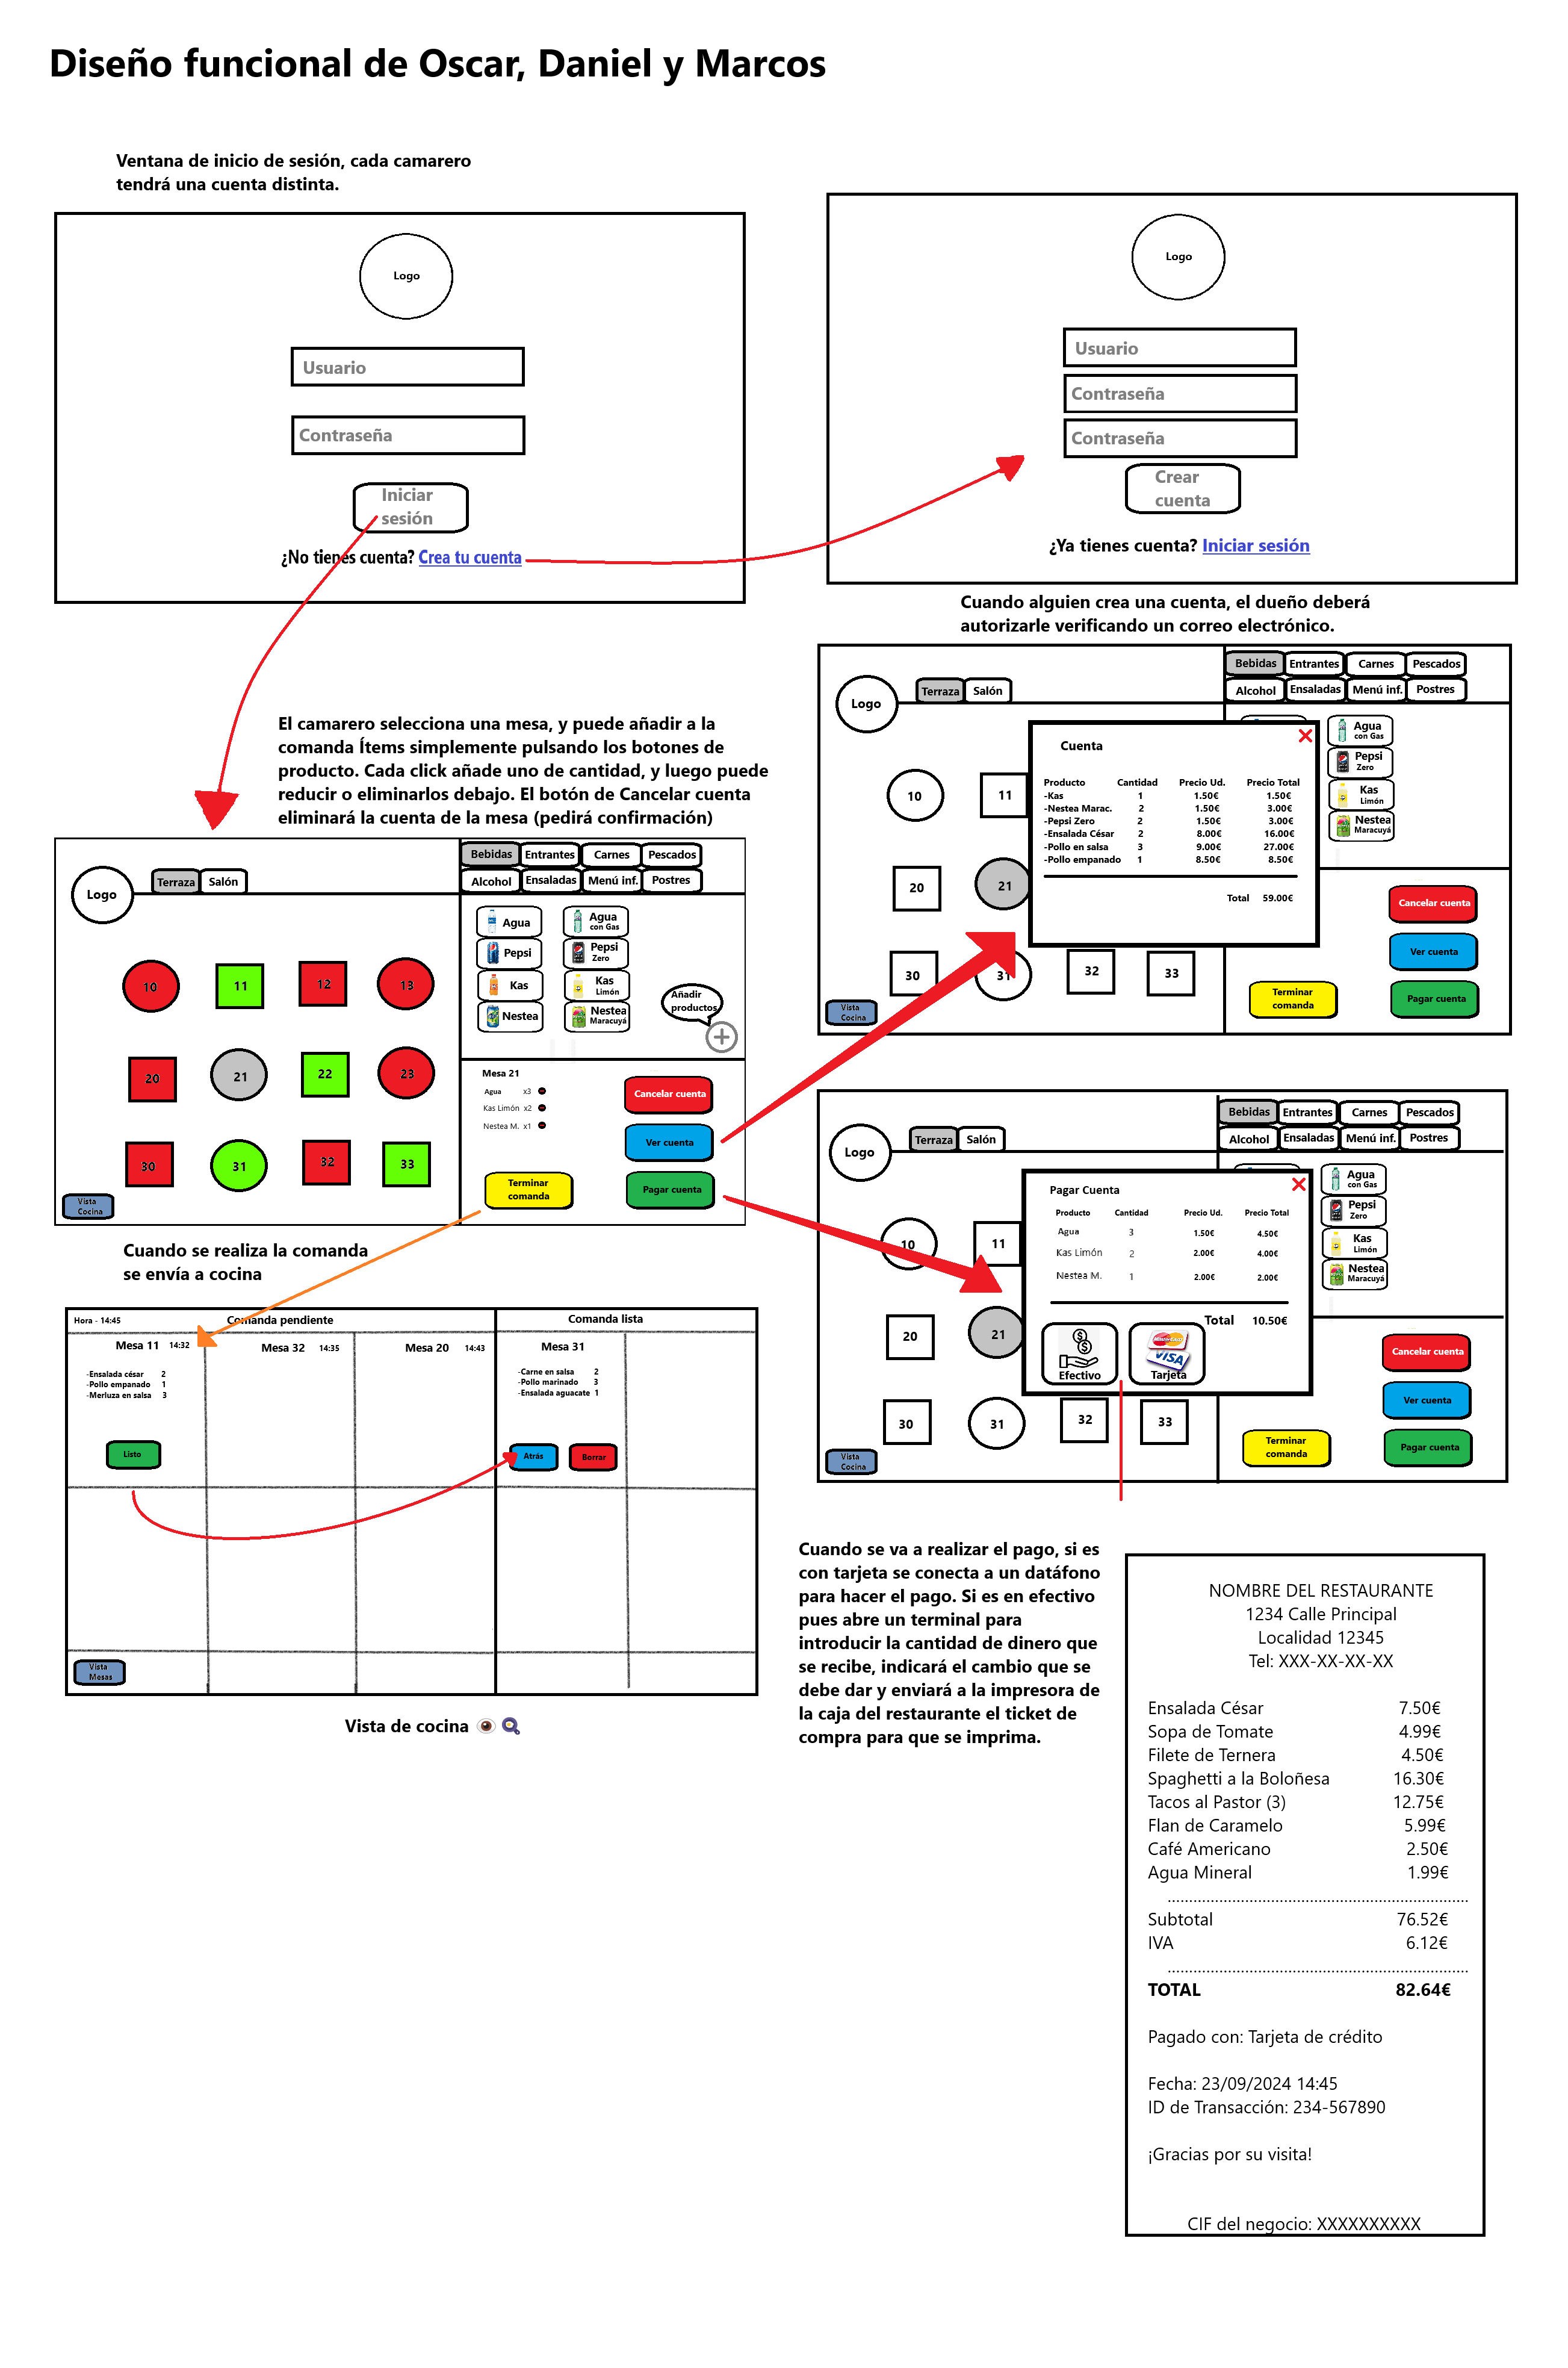 Diseño funcional de Oscar, Daniel y Marcos
Ventana de inicio de sesión, cada camarero
tendrá una cuenta distinta.
Logo
Usuario
Contraseña
Iniciar
sesión
¿No tienes cuenta? Crea tu cuenta
Logo
Usuario
Contraseña
Contraseña
Crear
cuenta
¿Ya tienes cuenta? Iniciar sesión
Cuando alguien crea una cuenta, el dueño deberá
autorizarle verificando un correo electrónico.
El camarero selecciona una mesa, y puede añadir a la
comanda Ítems simplemente pulsando los botones de
producto. Cada click añade uno de cantidad, y luego puede
reducir o eliminarlos debajo. El botón de Cancelar cuenta
eliminará la cuenta de la mesa (pedirá confirmación)
Logo
Terraza Salón
Bebidas Entrantes Carnes Pescados
Alcohol Ensaladas Menú inf. Postres
10 11 12 13
20 21 22 23
30 31 32 33
Vista
Cocina
Agua
Agua
con Gas
Pepsi
Pepsi
Zero
Kas
Kas
Limón
Nestea
Nestea
Maracuyá
Añadir
productos
Mesa 21
Agua x3
Kas Limón x2
Nestea M. x1
Cancelar cuenta
Ver cuenta
Pagar cuenta
Terminar
comanda
Logo
Terraza Salón
Bebidas Entrantes Carnes Pescados
Alcohol Ensaladas Menú inf. Postres
10 11
20 21
30 31 32 33
Vista
Cocina
Agua
con Gas
Pepsi
Zero
Kas
Limón
Nestea
Maracuyá
Cuenta
Producto Cantidad Precio Ud. Precio Total
-Kas 1 1.50€ 1.50€
-Nestea Marac. 2 1.50€ 3.00€
-Pepsi Zero 2 1.50€ 3.00€
-Ensalada César 2 8.00€ 16.00€
-Pollo en salsa 3 9.00€ 27.00€
-Pollo empanado 1 8.50€ 8.50€
Total 59.00€
Cancelar cuenta
Ver cuenta
Pagar cuenta
Terminar
comanda
Logo
Terraza Salón
Bebidas Entrantes Carnes Pescados
Alcohol Ensaladas Menú inf. Postres
10 11
20 21
30 31 32 33
Vista
Cocina
Agua
con Gas
Pepsi
Zero
Kas
Limón
Nestea
Maracuyá
Pagar Cuenta
Producto Cantidad Precio Ud. Precio Total
Agua 3 1.50€ 4.50€
Kas Limón 2 2.00€ 4.00€
Nestea M. 1 2.00€ 2.00€
Total 10.50€
Efectivo
MasterCard
VISA
Tarjeta
Cancelar cuenta
Ver cuenta
Pagar cuenta
Terminar
comanda
Cuando se realiza la comanda
se envía a cocina
Hora - 14:45 Comanda pendiente Comanda lista
Mesa 11 14:32
-Ensalada césar 2
-Pollo empanado 1
-Merluza en salsa 3
Listo
Mesa 32 14:35
Mesa 20 14:43
Mesa 31
-Carne en salsa 2
-Pollo marinado 3
-Ensalada aguacate 1
Atrás Borrar
Vista
Mesas
Vista de cocina
Cuando se va a realizar el pago, si es
con tarjeta se conecta a un datáfono
para hacer el pago. Si es en efectivo
pues abre un terminal para
introducir la cantidad de dinero que
se recibe, indicará el cambio que se
debe dar y enviará a la impresora de
la caja del restaurante el ticket de
compra para que se imprima.
NOMBRE DEL RESTAURANTE
1234 Calle Principal
Localidad 12345
Tel: XXX-XX-XX-XX
Ensalada César 7.50€
Sopa de Tomate 4.99€
Filete de Ternera 4.50€
Spaghetti a la Boloñesa 16.30€
Tacos al Pastor (3) 12.75€
Flan de Caramelo 5.99€
Café Americano 2.50€
Agua Mineral 1.99€
Subtotal 76.52€
IVA 6.12€
TOTAL 82.64€
Pagado con: Tarjeta de crédito
Fecha: 23/09/2024 14:45
ID de Transacción: 234-567890
¡Gracias por su visita!
CIF del negocio: XXXXXXXXXX